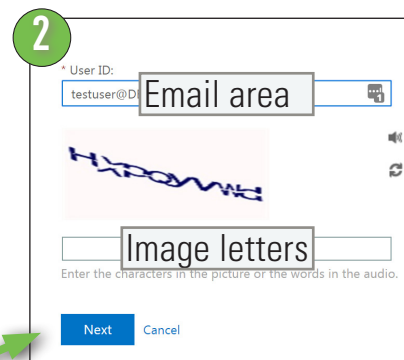 2
* User ID:
testuser@D
Email area
Image letters
Enter the characters in the picture or the words in the audio.
Next Cancel